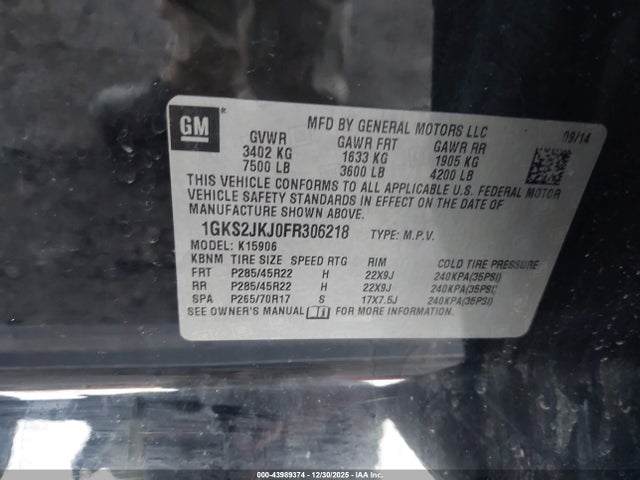 GM
MFD BY GENERAL MOTORS LLC
09/14
GVWR GAWR FRT GAWR RR
3402 KG 1633 KG 1905 KG
7500 LB 3600 LB 4200 LB
THIS VEHICLE CONFORMS TO ALL APPLICABLE U.S. FEDERAL MOTOR
VEHICLE SAFETY STANDARDS IN EFFECT ON THE DATE OF
MANUFACTURE SHOWN ABOVE.
1GKS2JKJ0FR306218 TYPE: M.P.V.
MODEL: K15906
KBNM TIRE SIZE SPEED RTG RIM COLD TIRE PRESSURE
FRT P285/45R22 H 22X9J 240KPA(35PSI)
RR P285/45R22 H 22X9J 240KPA(35PSI)
SPA P265/70R17 S 17X7.5J 240KPA(35PSI)
SEE OWNER'S MANUAL FOR MORE INFORMATION.
000-43989374 | 12/30/2025 | IAA Inc.